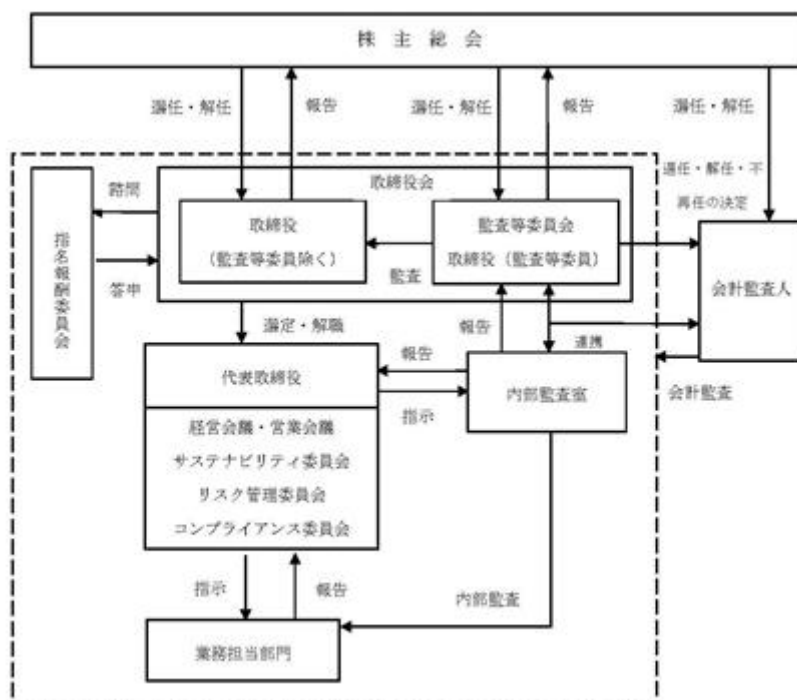 株主総会
選任・解任
報告
選任・解任
報告
選任・解任
選任・解任・不
再任の決定
取締役会
諮問
答申
指名報酬委員会
取締役
(監査等委員除く)
監査
監査等委員会
取締役(監査等委員)
会計監査人
選定・解職
報告
連携
報告
指示
代表取締役
内部監査室
会計監査
経営会議・営業会議
サステナビリティ委員会
リスク管理委員会
コンプライアンス委員会
指示
報告
内部監査
業務担当部門